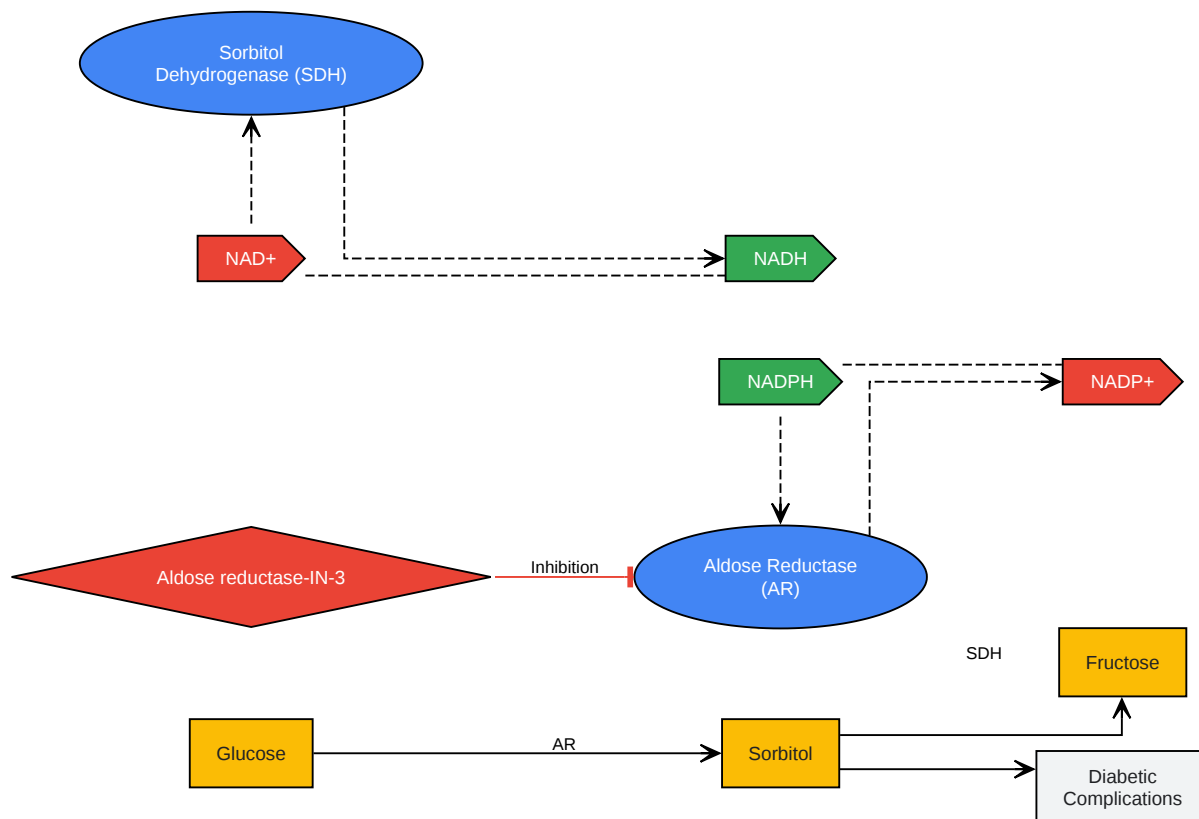 Sorbitol
Dehydrogenase (SDH)
NAD+
NADH
NADPH
NADP+
Aldose reductase-IN-3
Inhibition
Aldose Reductase
(AR)
SDH
Fructose
Glucose
AR
Sorbitol
Diabetic
Complications